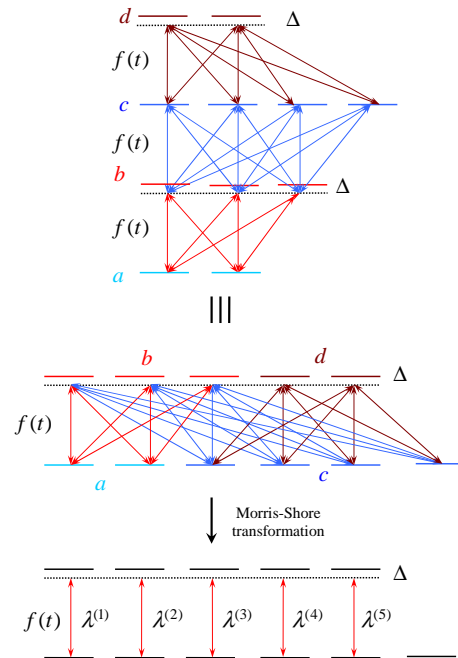 d Δ
f(t)
c
f(t)
b Δ
f(t)
a
|||
b d Δ
f(t)
a c
Morris-Shore
transformation
Δ
f(t) λ⁽¹⁾ λ⁽²⁾ λ⁽³⁾ λ⁽⁴⁾ λ⁽⁵⁾